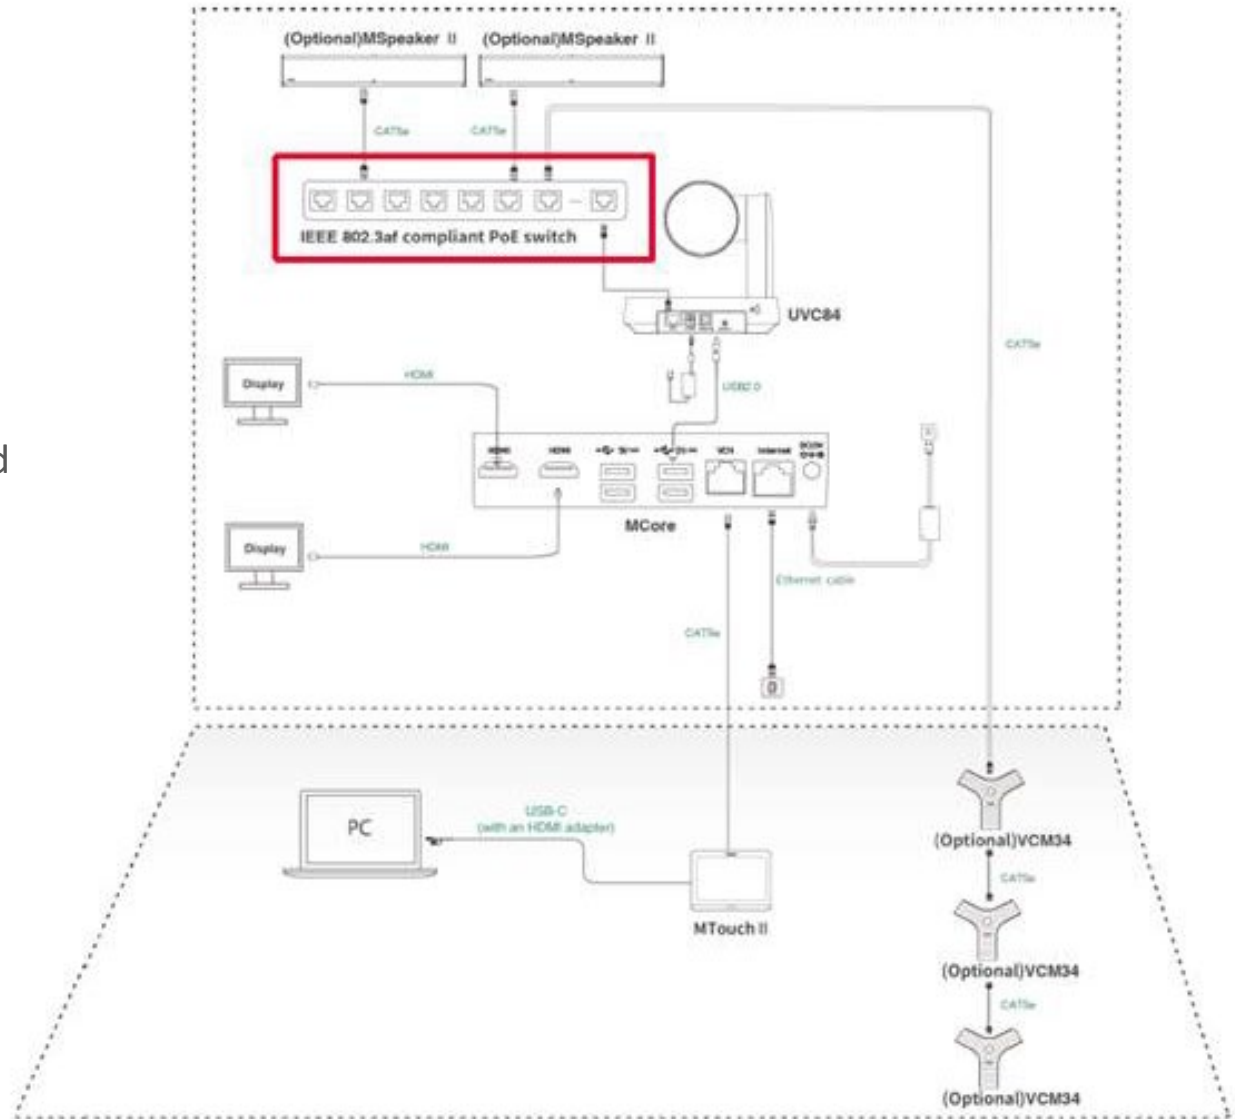 (Optional)MSpeaker II
(Optional)MSpeaker II
CAT5e
CAT5e
IEEE 802.3af compliant PoE switch
UVC84
CAT5e
Display
HDMI
USB2.0
d
HDMI
HDMI
VCH
Internet
MCore
Display
HDMI
Ethernet cable
CAT5e
PC
USB-C
(with an HDMI adapter)
MTouch II
(Optional)VCM34
CAT5e
(Optional)VCM34
CAT5e
(Optional)VCM34